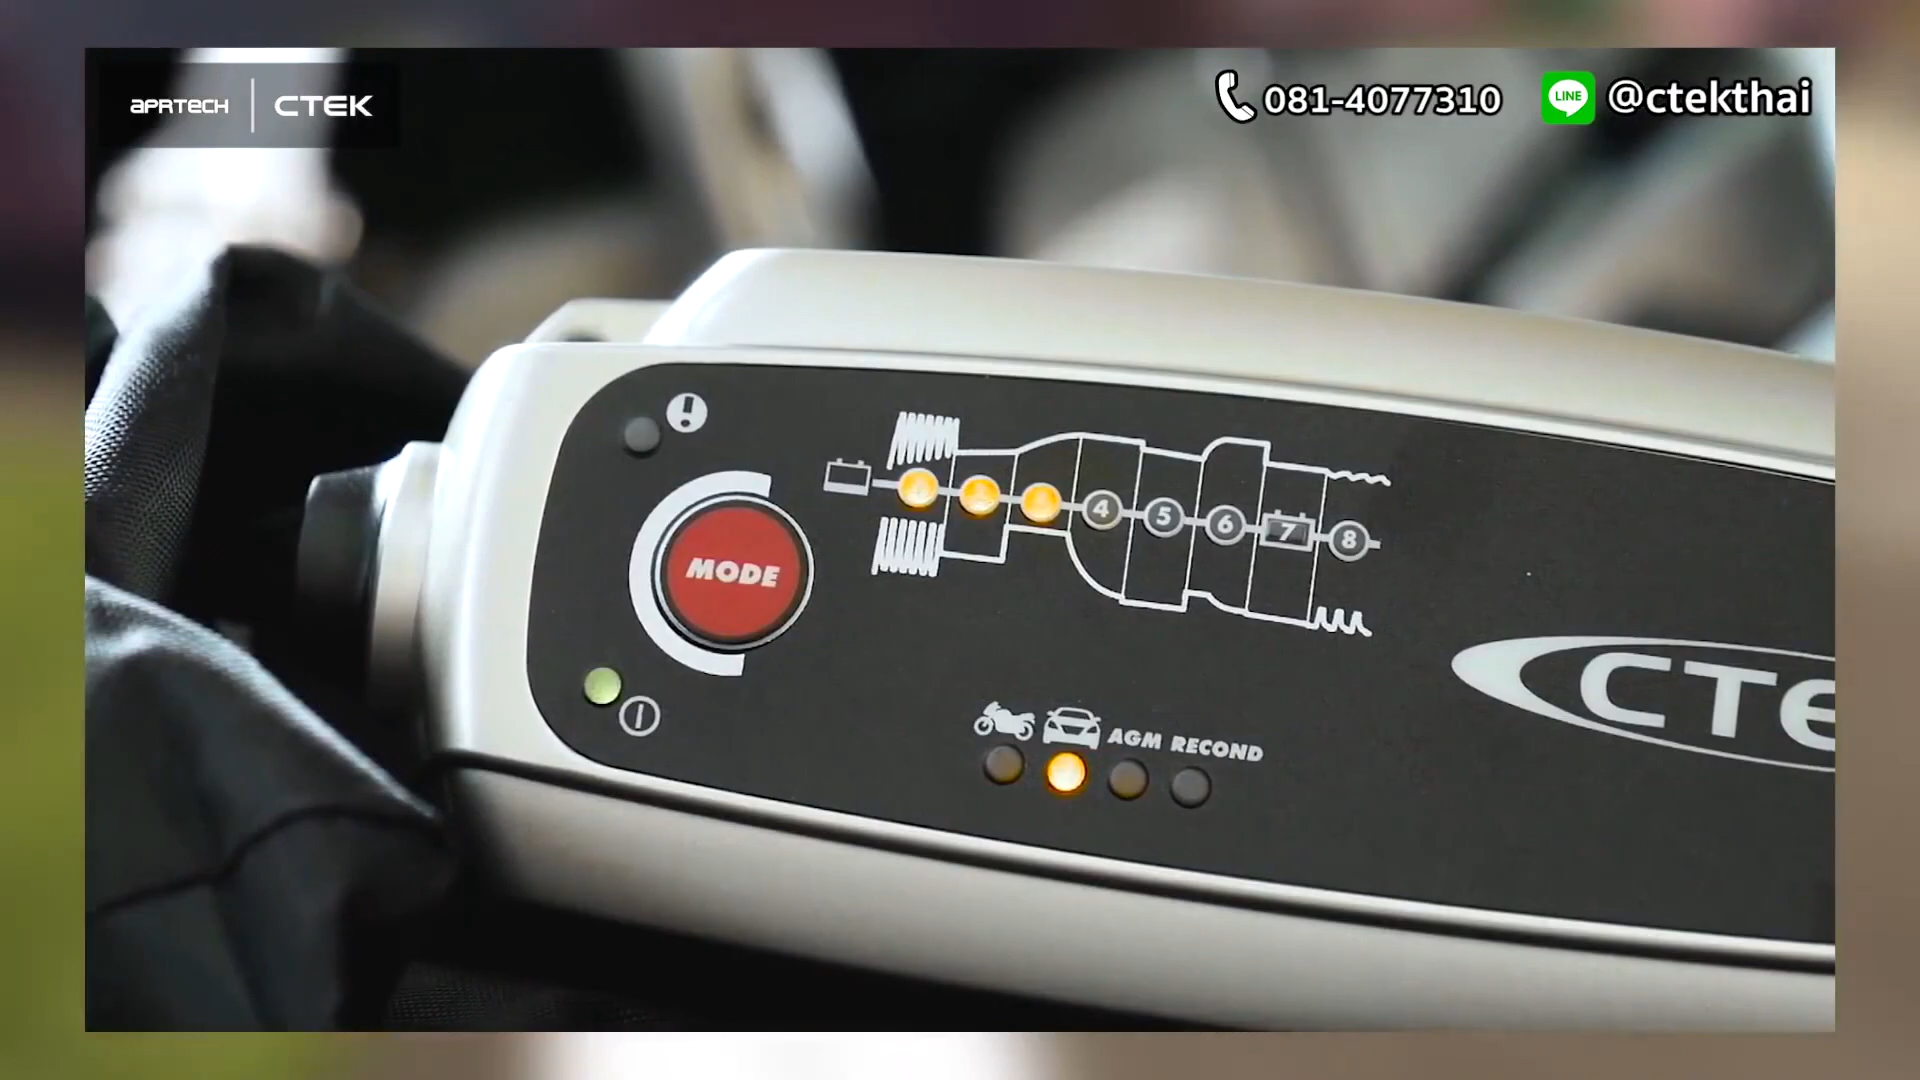 aPRTECH | CTEK
081-4077310
LINE
@ctekthai
MODE
4 5 6 7 8
AGM RECOND
CTE